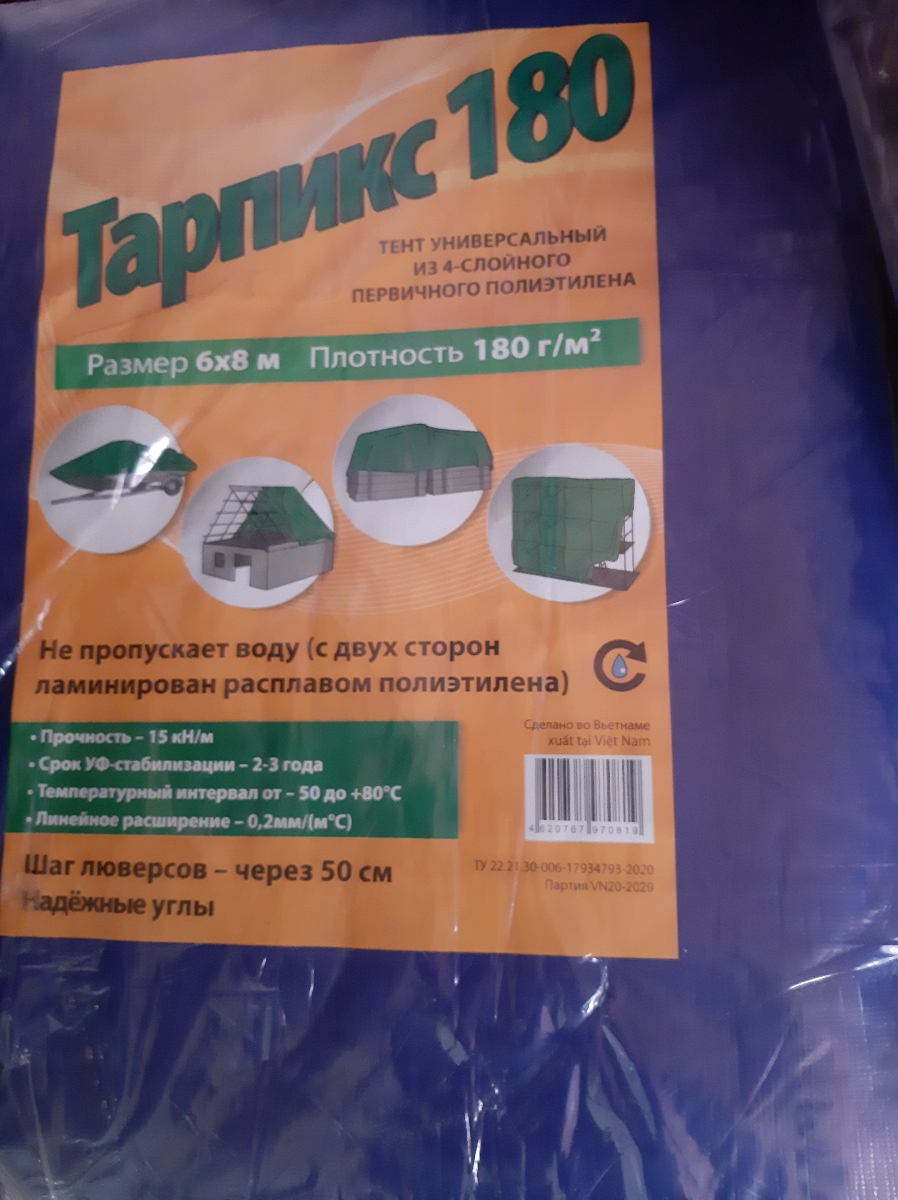 Тарпикс 180
ТЕНТ УНИВЕРСАЛЬНЫЙ
ИЗ 4-СЛОЙНОГО
ПЕРВИЧНОГО ПОЛИЭТИЛЕНА
Размер 6х8 м Плотность 180 г/м²
Не пропускает воду (с двух сторон
ламинирован расплавом полиэтилена)
Сделано во Вьетнаме
xuất tại Việt Nam
• Прочность – 15 кН/м
• Срок УФ-стабилизации – 2-3 года
• Температурный интервал от – 50 до +80°С
• Линейное расширение – 0,2мм/(м°С)
4 620767 970819
Шаг люверсов – через 50 см
Надёжные углы
ТУ 22.21.30-006-17934793-2020
Партия VN20-2029